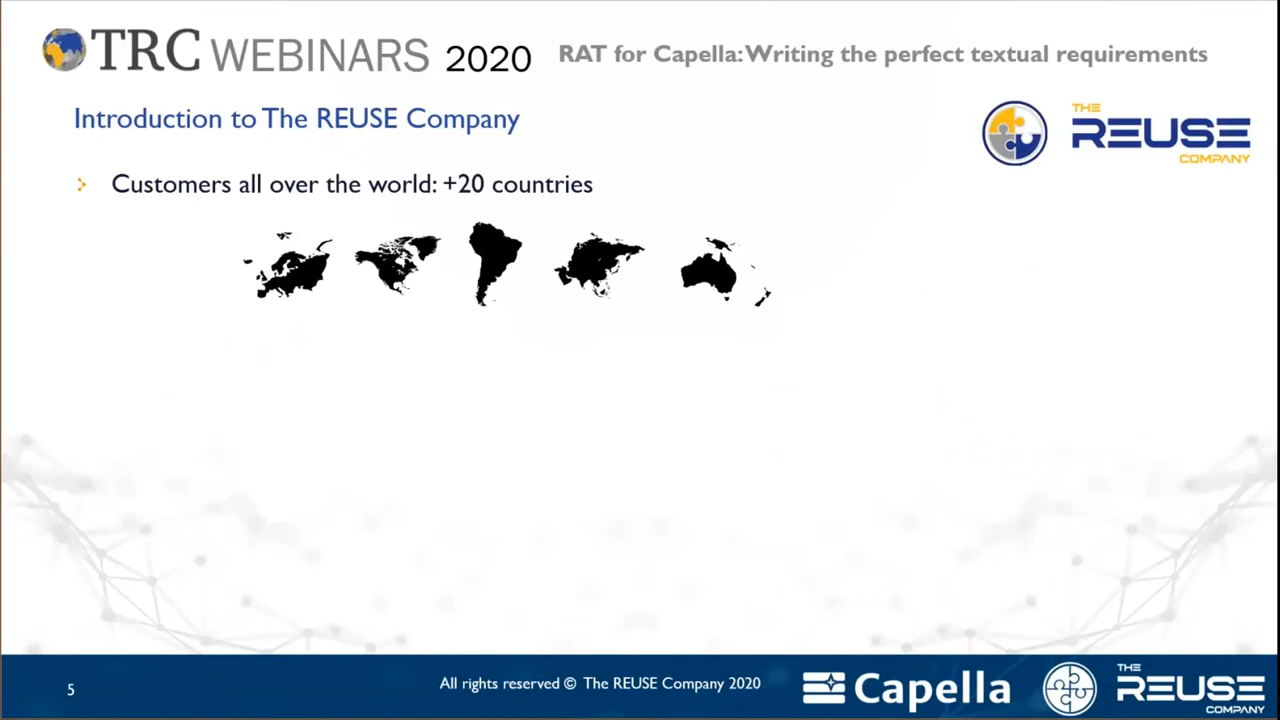 TRC WEBINARS 2020
RAT for Capella: Writing the perfect textual requirements
Introduction to The REUSE Company
THE
REUSE
COMPANY
Customers all over the world: +20 countries
5
All rights reserved © The REUSE Company 2020
Capella
THE
REUSE
COMPANY